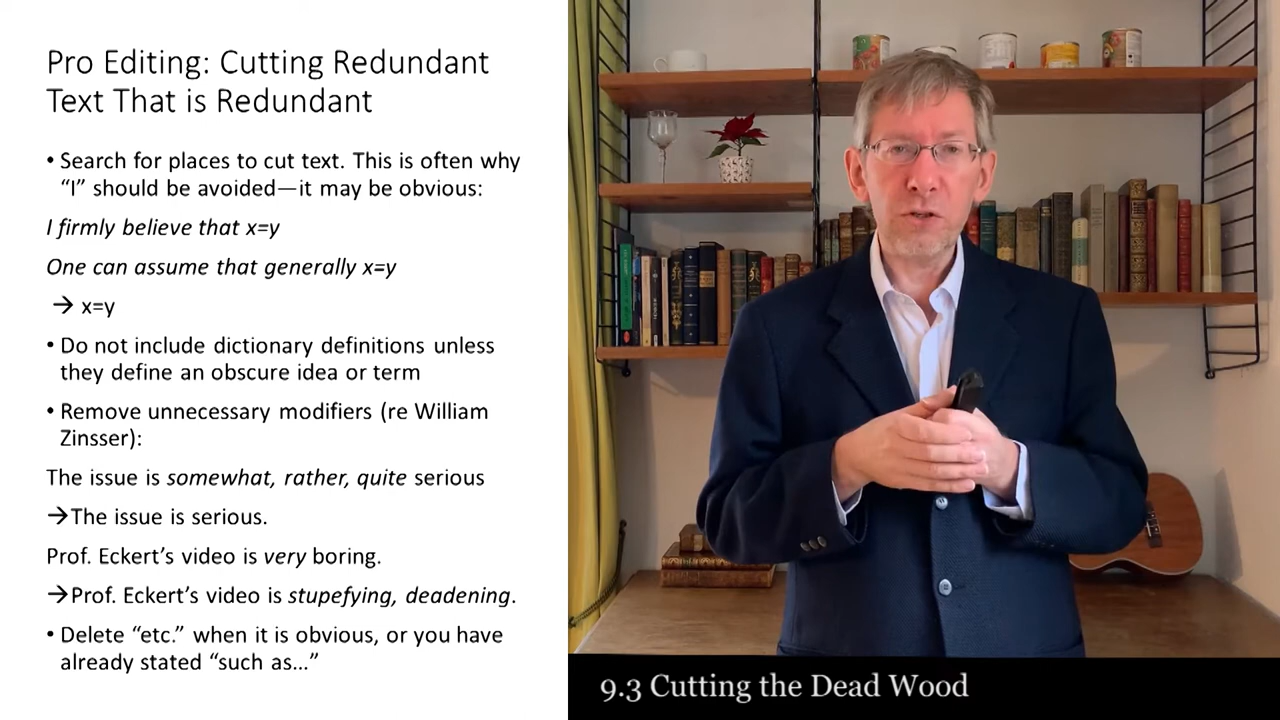 Pro Editing: Cutting Redundant
Text That is Redundant
• Search for places to cut text. This is often why
“I” should be avoided—it may be obvious:
I firmly believe that x=y
One can assume that generally x=y
→ x=y
• Do not include dictionary definitions unless
they define an obscure idea or term
• Remove unnecessary modifiers (re William
Zinsser):
The issue is somewhat, rather, quite serious
→The issue is serious.
Prof. Eckert’s video is very boring.
→Prof. Eckert’s video is stupefying, deadening.
• Delete “etc.” when it is obvious, or you have
already stated “such as…”
9.3 Cutting the Dead Wood